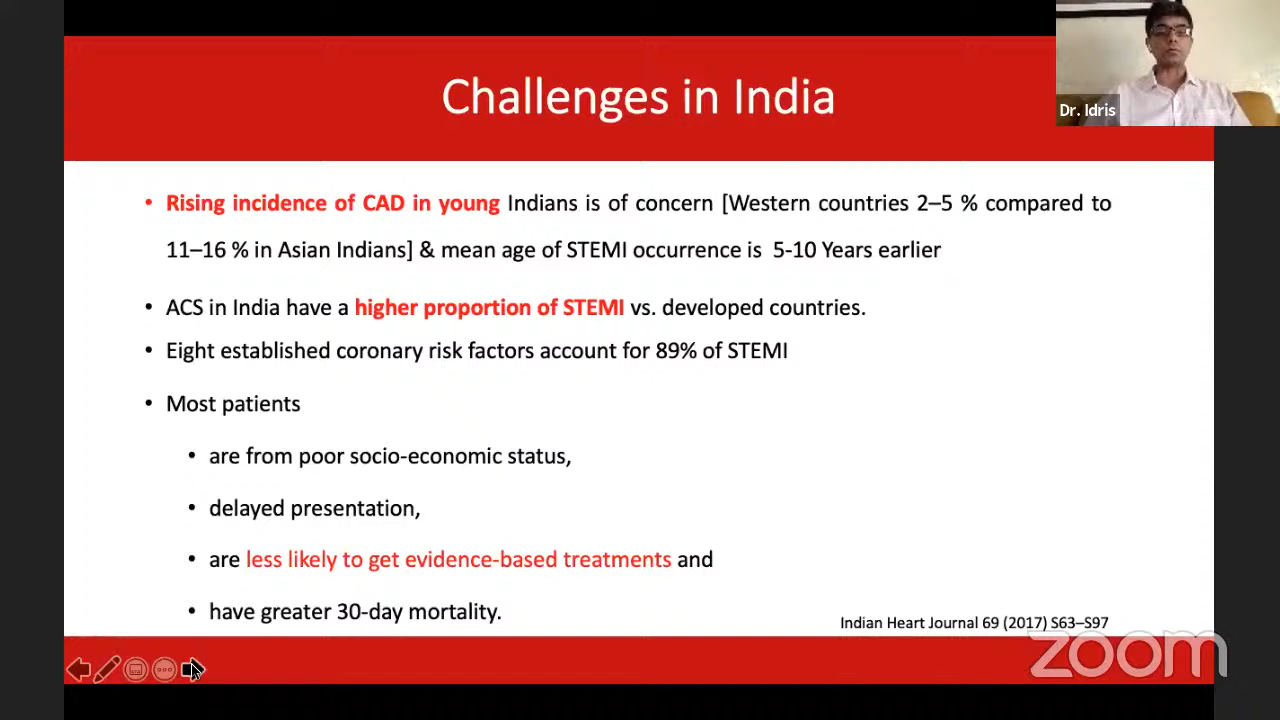 Challenges in India
Dr. Idris
• Rising incidence of CAD in young Indians is of concern [Western countries 2–5 % compared to
11–16 % in Asian Indians] & mean age of STEMI occurrence is 5-10 Years earlier
• ACS in India have a higher proportion of STEMI vs. developed countries.
• Eight established coronary risk factors account for 89% of STEMI
• Most patients
• are from poor socio-economic status,
• delayed presentation,
• are less likely to get evidence-based treatments and
• have greater 30-day mortality.
Indian Heart Journal 69 (2017) S63–S97
zoom